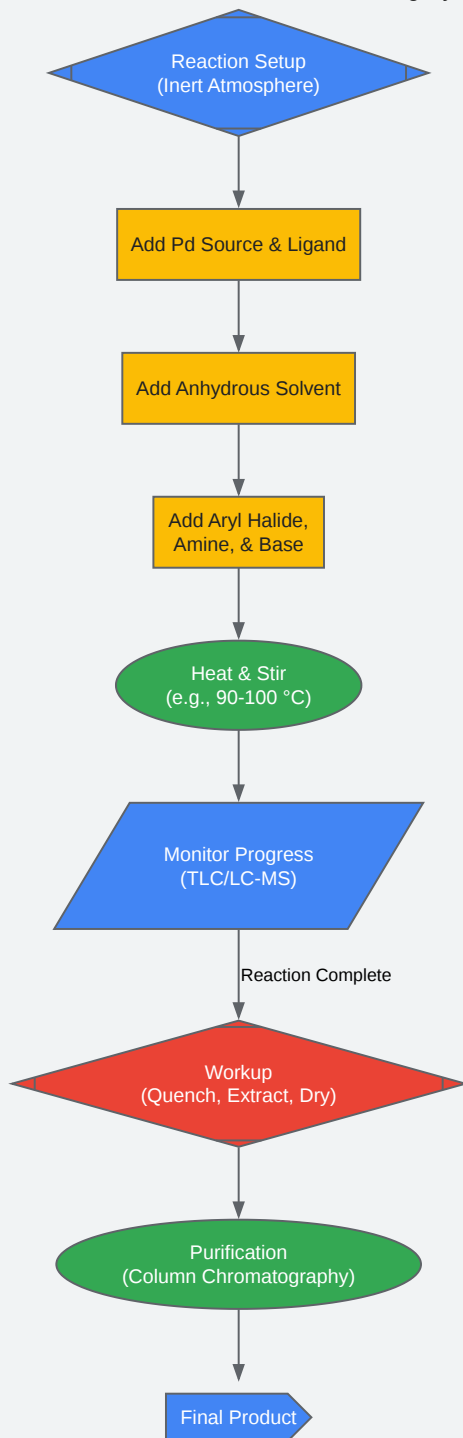 Reaction Setup
(Inert Atmosphere)
Add Pd Source & Ligand
Add Anhydrous Solvent
Add Aryl Halide,
Amine, & Base
Heat & Stir
(e.g., 90-100 °C)
Monitor Progress
(TLC/LC-MS)
Reaction Complete
Workup
(Quench, Extract, Dry)
Purification
(Column Chromatography)
Final Product